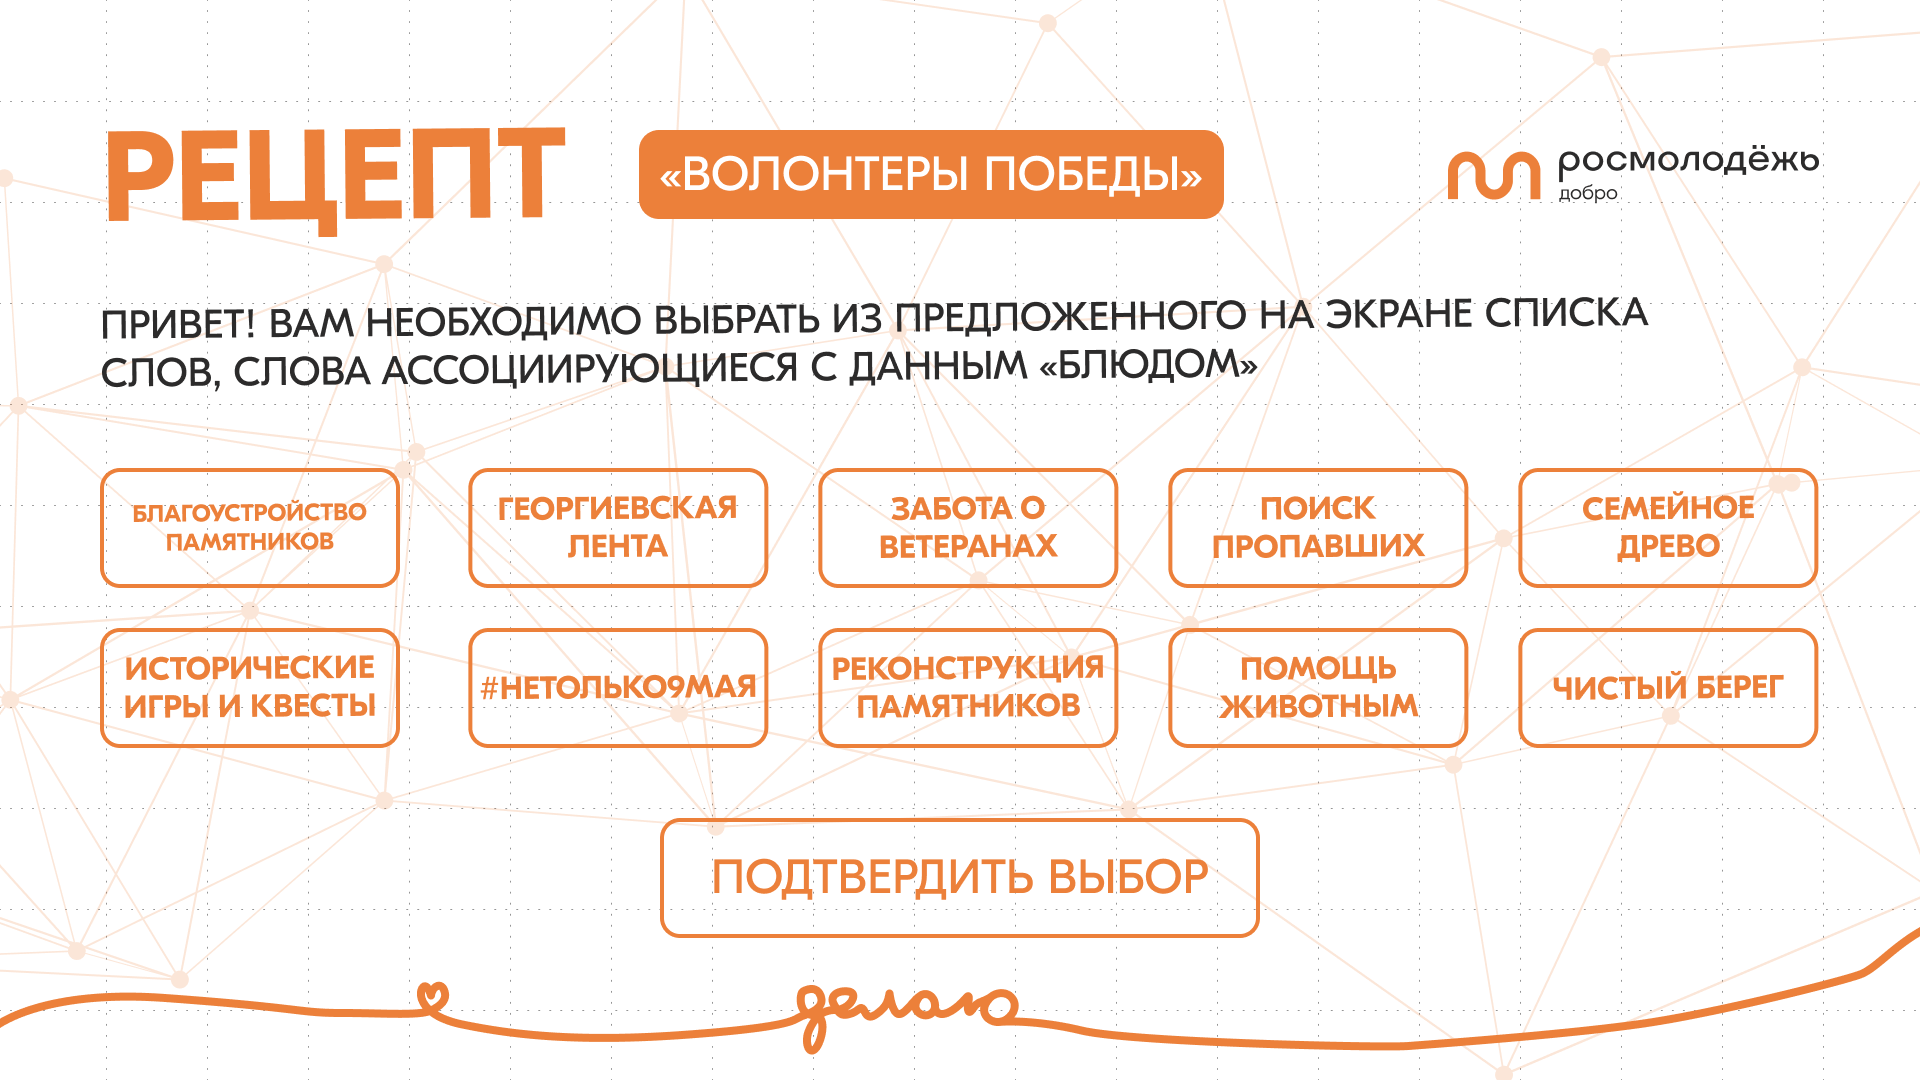 РЕЦЕПТ
«ВОЛОНТЕРЫ ПОБЕДЫ»
росмолодёжь
добро
ПРИВЕТ! ВАМ НЕОБХОДИМО ВЫБРАТЬ ИЗ ПРЕДЛОЖЕННОГО НА ЭКРАНЕ СПИСКА
СЛОВ, СЛОВА АССОЦИИРУЮЩИЕСЯ С ДАННЫМ «БЛЮДОМ»
БЛАГОУСТРОЙСТВО
ПАМЯТНИКОВ
ГЕОРГИЕВСКАЯ
ЛЕНТА
ЗАБОТА О
ВЕТЕРАНАХ
ПОИСК
ПРОПАВШИХ
СЕМЕЙНОЕ
ДРЕВО
ИСТОРИЧЕСКИЕ
ИГРЫ И КВЕСТЫ
#НЕТОЛЬКО9МАЯ
РЕКОНСТРУКЦИЯ
ПАМЯТНИКОВ
ПОМОЩЬ
ЖИВОТНЫМ
ЧИСТЫЙ БЕРЕГ
ПОДТВЕРДИТЬ ВЫБОР
делаю